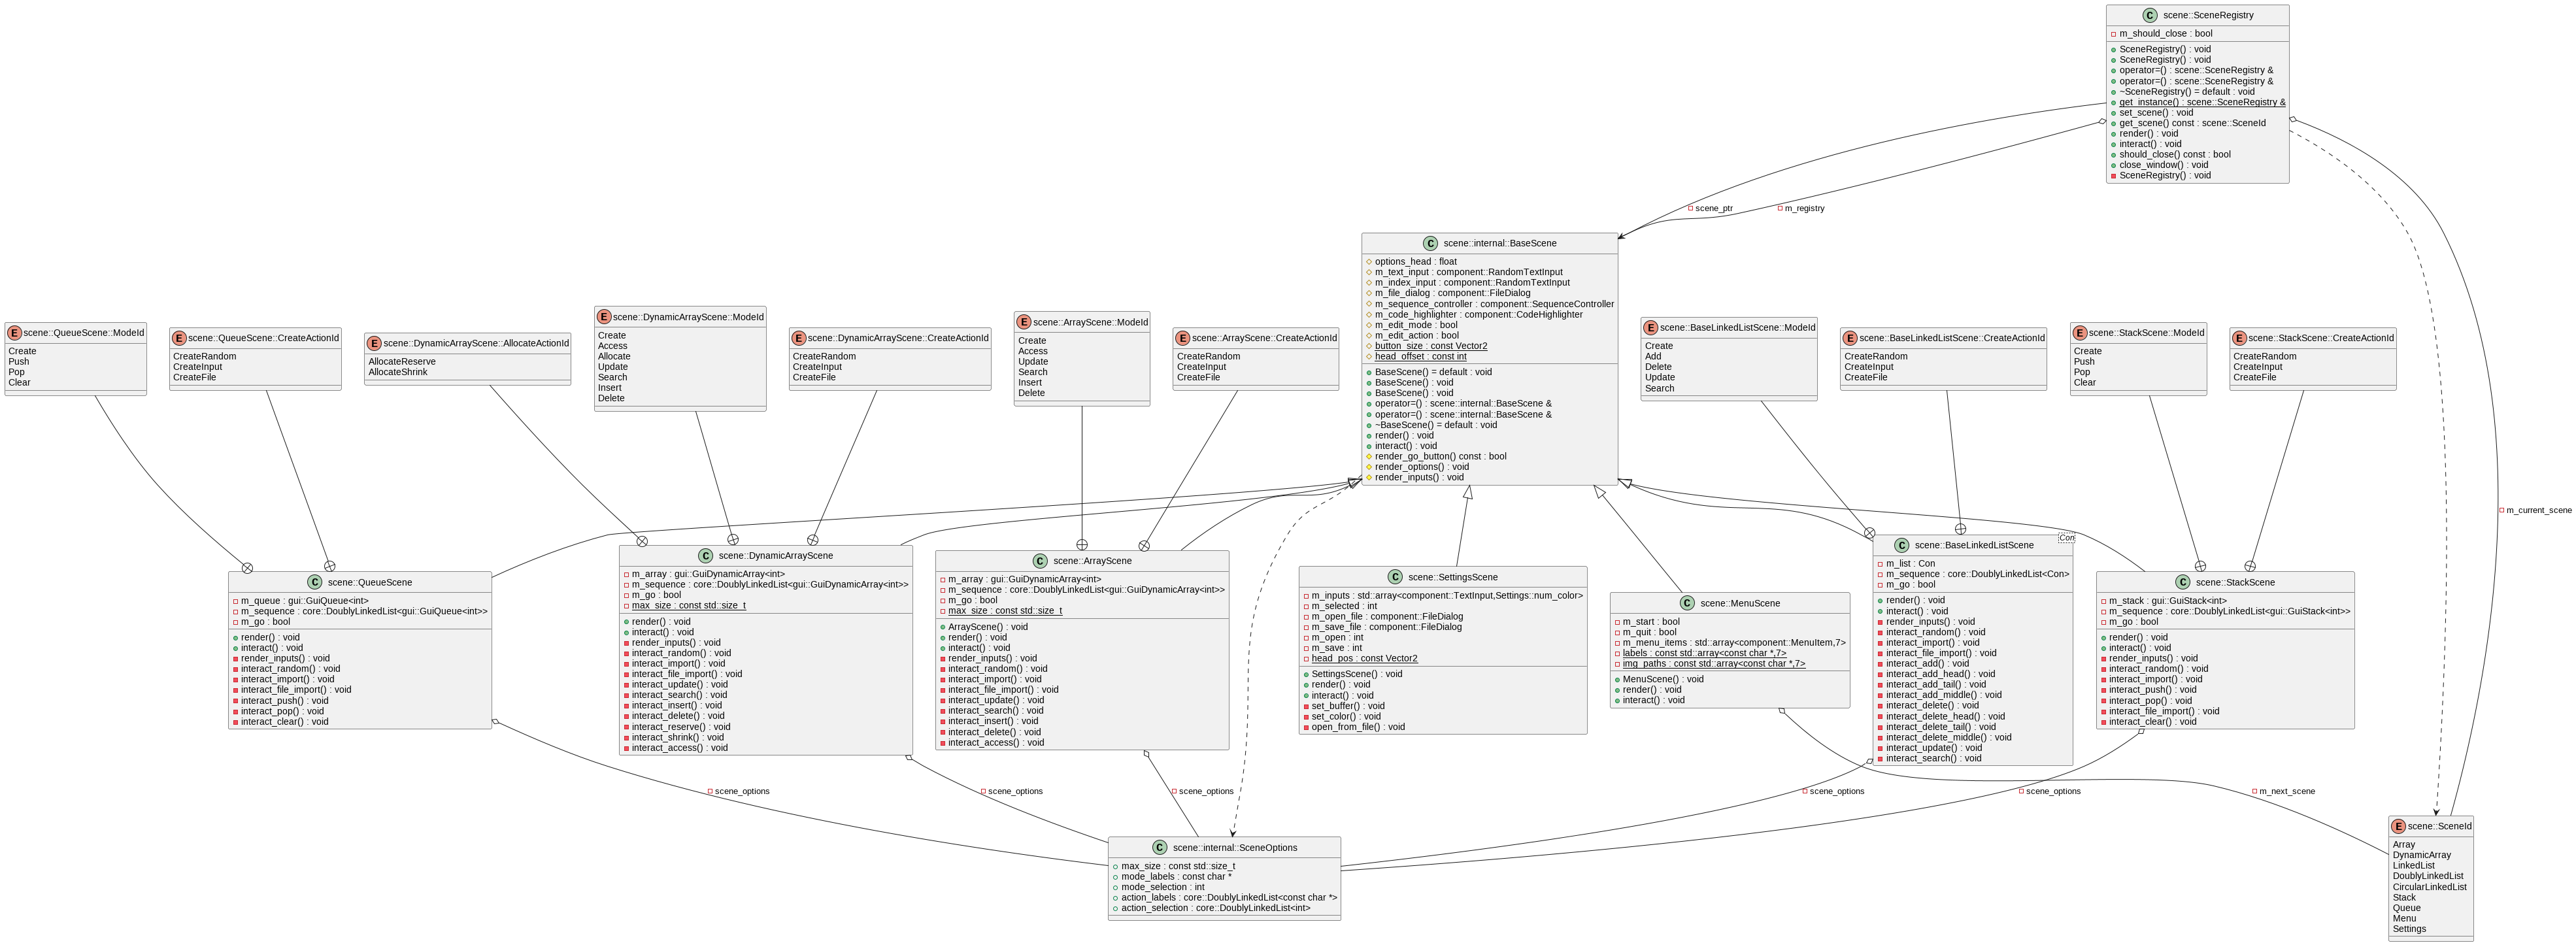 C scene::SceneRegistry
m_should_close : bool
SceneRegistry() : void
SceneRegistry() : void
operator=() : scene::SceneRegistry &
operator=() : scene::SceneRegistry &
~SceneRegistry() = default : void
get_instance() : scene::SceneRegistry &
set_scene() : void
get_scene() const : scene::SceneId
render() : void
interact() : void
should_close() const : bool
close_window() : void
SceneRegistry() : void
scene_ptr
m_registry
C scene::internal::BaseScene
options_head : float
m_text_input : component::RandomTextInput
m_index_input : component::RandomTextInput
m_file_dialog : component::FileDialog
m_sequence_controller : component::SequenceController
m_code_highlighter : component::CodeHighlighter
m_edit_mode : bool
m_edit_action : bool
button_size : const Vector2
head_offset : const int
BaseScene() = default : void
BaseScene() : void
BaseScene() : void
operator=() : scene::internal::BaseScene &
operator=() : scene::internal::BaseScene &
~BaseScene() = default : void
render() : void
interact() : void
render_go_button() const : bool
render_options() : void
render_inputs() : void
E scene::QueueScene::ModeId
Create
Push
Pop
Clear
E scene::QueueScene::CreateActionId
CreateRandom
CreateInput
CreateFile
E scene::DynamicArrayScene::AllocateActionId
AllocateReserve
AllocateShrink
E scene::DynamicArrayScene::ModeId
Create
Access
Allocate
Update
Search
Insert
Delete
E scene::DynamicArrayScene::CreateActionId
CreateRandom
CreateInput
CreateFile
E scene::ArrayScene::ModeId
Create
Access
Update
Search
Insert
Delete
E scene::ArrayScene::CreateActionId
CreateRandom
CreateInput
CreateFile
E scene::BaseLinkedListScene::ModeId
Create
Add
Delete
Update
Search
E scene::BaseLinkedListScene::CreateActionId
CreateRandom
CreateInput
CreateFile
E scene::StackScene::ModeId
Create
Push
Pop
Clear
E scene::StackScene::CreateActionId
CreateRandom
CreateInput
CreateFile
m_current_scene
C scene::QueueScene
m_queue : gui::GuiQueue<int>
m_sequence : core::DoublyLinkedList<gui::GuiQueue<int>>
m_go : bool
render() : void
interact() : void
render_inputs() : void
interact_random() : void
interact_import() : void
interact_file_import() : void
interact_push() : void
interact_pop() : void
interact_clear() : void
C scene::DynamicArrayScene
m_array : gui::GuiDynamicArray<int>
m_sequence : core::DoublyLinkedList<gui::GuiDynamicArray<int>>
m_go : bool
max_size : const std::size_t
render() : void
interact() : void
render_inputs() : void
interact_random() : void
interact_import() : void
interact_file_import() : void
interact_update() : void
interact_search() : void
interact_insert() : void
interact_delete() : void
interact_reserve() : void
interact_shrink() : void
interact_access() : void
C scene::ArrayScene
m_array : gui::GuiDynamicArray<int>
m_sequence : core::DoublyLinkedList<gui::GuiDynamicArray<int>>
m_go : bool
max_size : const std::size_t
ArrayScene() : void
render() : void
interact() : void
render_inputs() : void
interact_random() : void
interact_import() : void
interact_file_import() : void
interact_update() : void
interact_search() : void
interact_insert() : void
interact_delete() : void
interact_access() : void
C scene::SettingsScene
m_inputs : std::array<component::TextInput,Settings::num_color>
m_selected : int
m_open_file : component::FileDialog
m_save_file : component::FileDialog
m_open : int
m_save : int
head_pos : const Vector2
SettingsScene() : void
render() : void
interact() : void
set_buffer() : void
set_color() : void
open_from_file() : void
C scene::MenuScene
m_start : bool
m_quit : bool
m_menu_items : std::array<component::MenuItem,7>
labels : const std::array<const char *,7>
img_paths : const std::array<const char *,7>
MenuScene() : void
render() : void
interact() : void
C scene::BaseLinkedListScene Con
m_list : Con
m_sequence : core::DoublyLinkedList<Con>
m_go : bool
render() : void
interact() : void
render_inputs() : void
interact_random() : void
interact_import() : void
interact_file_import() : void
interact_add() : void
interact_add_head() : void
interact_add_tail() : void
interact_add_middle() : void
interact_delete() : void
interact_delete_head() : void
interact_delete_tail() : void
interact_delete_middle() : void
interact_update() : void
interact_search() : void
C scene::StackScene
m_stack : gui::GuiStack<int>
m_sequence : core::DoublyLinkedList<gui::GuiStack<int>>
m_go : bool
render() : void
interact() : void
render_inputs() : void
interact_random() : void
interact_import() : void
interact_push() : void
interact_pop() : void
interact_file_import() : void
interact_clear() : void
scene_options
scene_options
scene_options
scene_options
scene_options
m_next_scene
C scene::internal::SceneOptions
max_size : const std::size_t
mode_labels : const char *
mode_selection : int
action_labels : core::DoublyLinkedList<const char *>
action_selection : core::DoublyLinkedList<int>
E scene::SceneId
Array
DynamicArray
LinkedList
DoublyLinkedList
CircularLinkedList
Stack
Queue
Menu
Settings